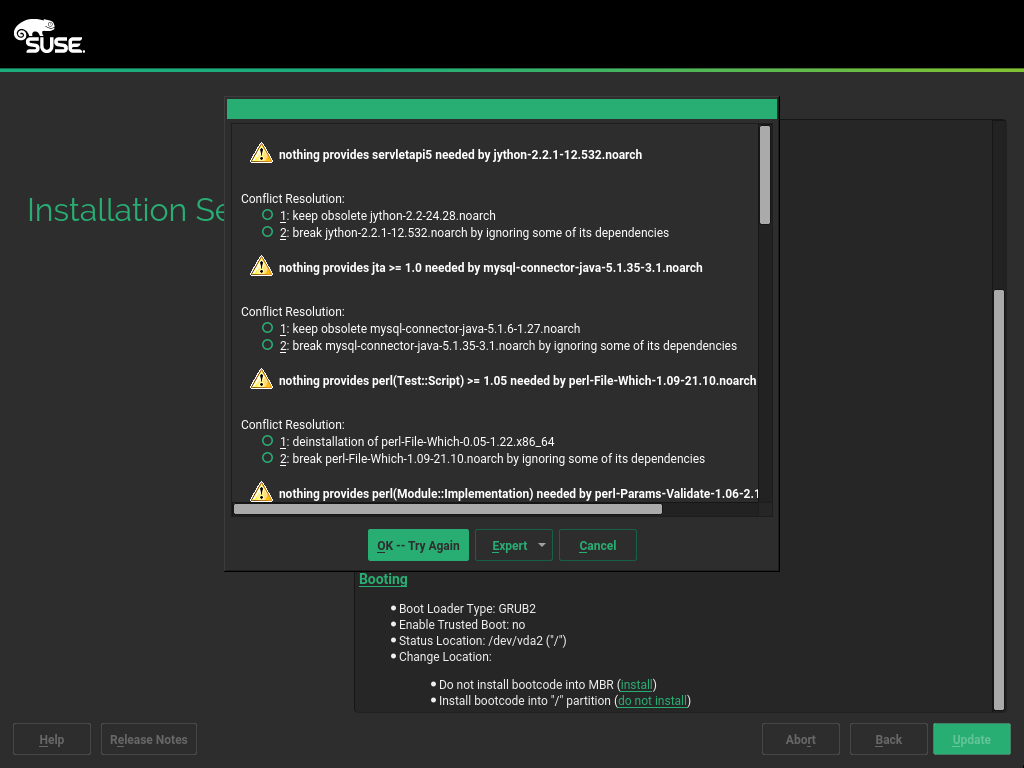 SUSE.
Installation Se
nothing provides servletapi5 needed by jython-2.2.1-12.532.noarch
Conflict Resolution:
1: keep obsolete jython-2.2-24.28.noarch
2: break jython-2.2.1-12.532.noarch by ignoring some of its dependencies
nothing provides jta >= 1.0 needed by mysql-connector-java-5.1.35-3.1.noarch
Conflict Resolution:
1: keep obsolete mysql-connector-java-5.1.6-1.27.noarch
2: break mysql-connector-java-5.1.35-3.1.noarch by ignoring some of its dependencies
nothing provides perl(Test::Script) >= 1.05 needed by perl-File-Which-1.09-21.10.noarch
Conflict Resolution:
1: deinstallation of perl-File-Which-0.05-1.22.x86_64
2: break perl-File-Which-1.09-21.10.noarch by ignoring some of its dependencies
nothing provides perl(Module::Implementation) needed by perl-Params-Validate-1.06-2.1
OK -- Try Again
Expert
Cancel
Booting
• Boot Loader Type: GRUB2
• Enable Trusted Boot: no
• Status Location: /dev/vda2 ("/")
• Change Location:
• Do not install bootcode into MBR (install)
• Install bootcode into "/" partition (do not install)
Help
Release Notes
Abort
Back
Update